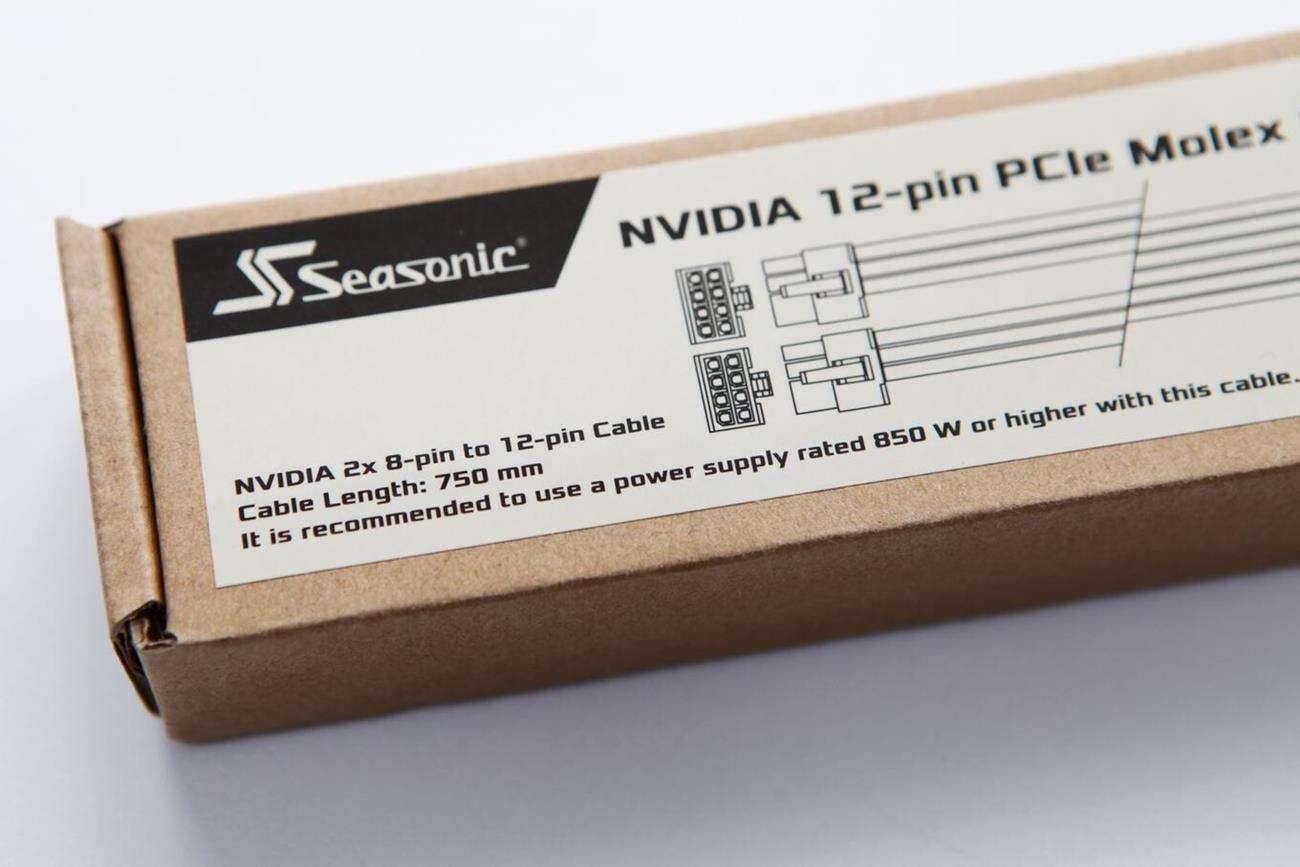 Seasonic®
NVIDIA 12-pin PCIe Molex
NVIDIA 2x 8-pin to 12-pin Cable
Cable Length: 750 mm
It is recommended to use a power supply rated 850 W or higher with this cable.